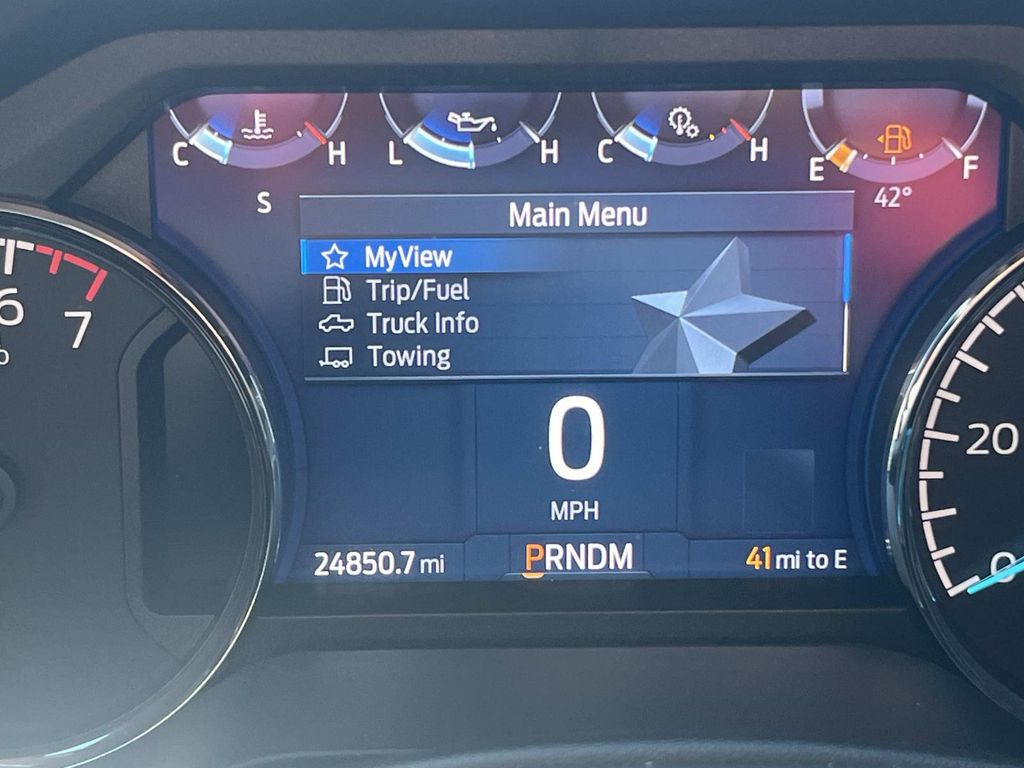 C H L H C H E F
S 42°
Main Menu
MyView
Trip/Fuel
Truck Info
Towing
6
7
0
MPH
20
0
24850.7 mi PRNDM 41 mi to E